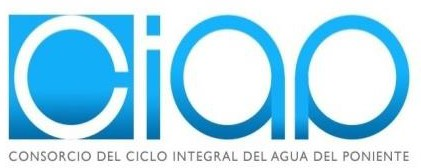 Ciap
CONSORCIO DEL CICLO INTEGRAL DEL AGUA DEL PONIENTE